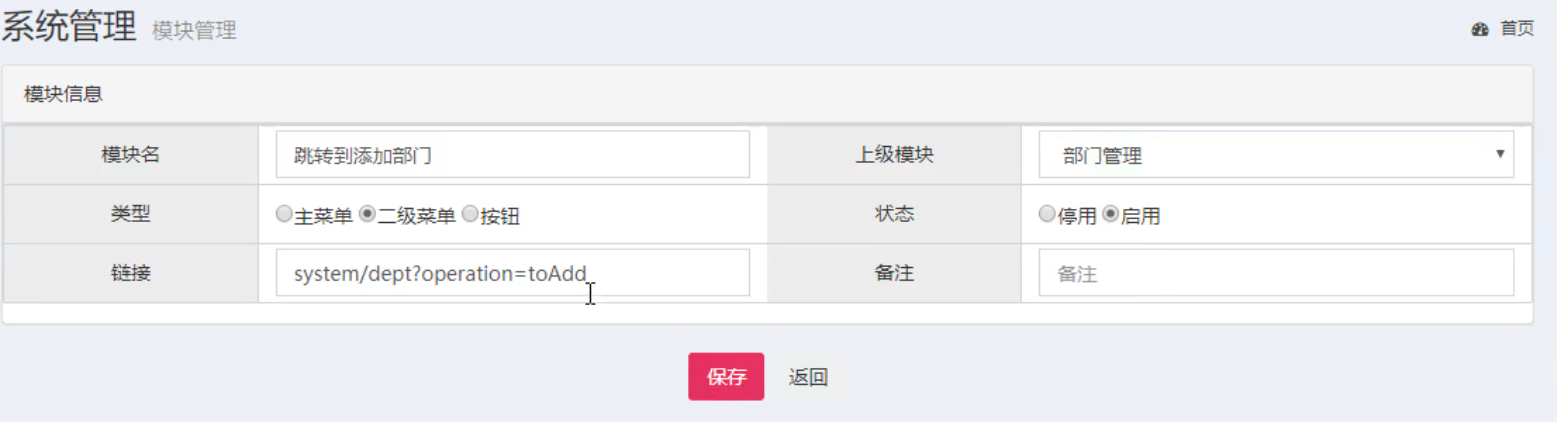 系统管理 模块管理 首页
模块信息
模块名 跳转到添加部门 上级模块 部门管理
类型 主菜单 二级菜单 按钮 状态 停用 启用
链接 system/dept?operation=toAdd 备注 备注
保存 返回